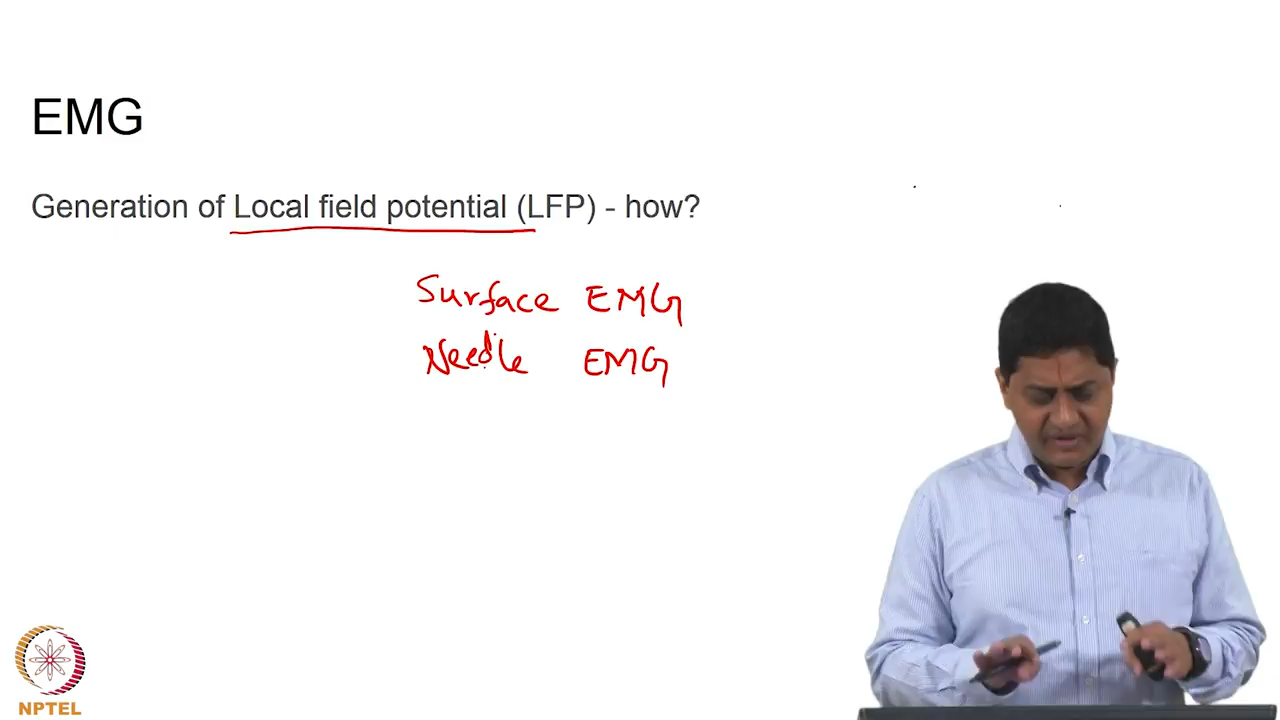 EMG
Generation of Local field potential (LFP) - how?
Surface EMG
Needle EMG
NPTEL